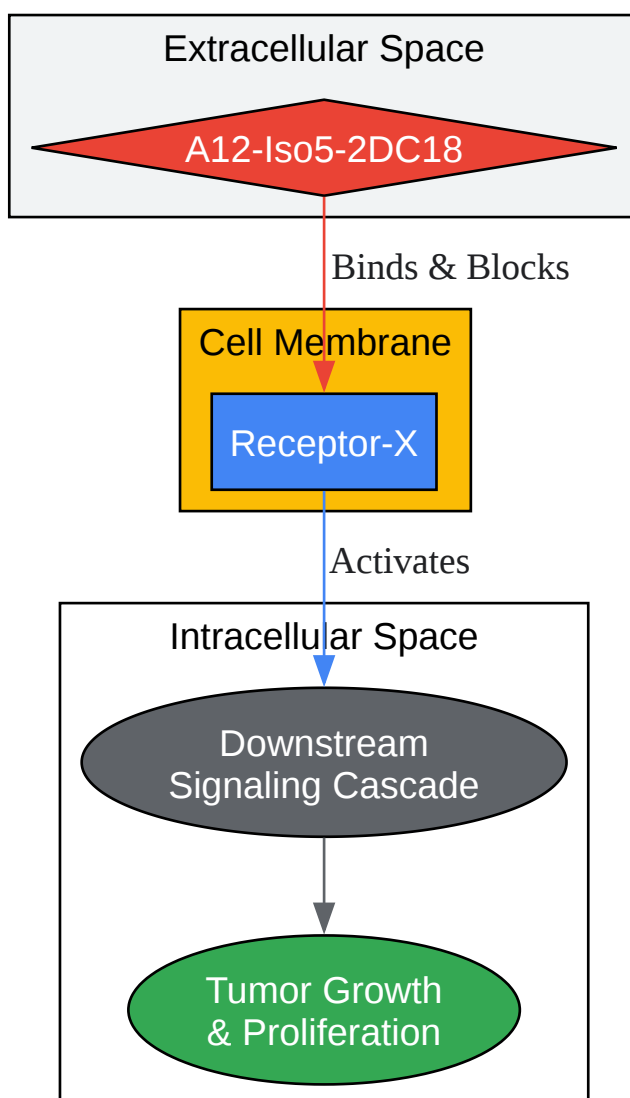 Extracellular Space
A12-Iso5-2DC18
Binds & Blocks
Cell Membrane
Receptor-X
Activates
Intracellular Space
Downstream
Signaling Cascade
Tumor Growth
& Proliferation